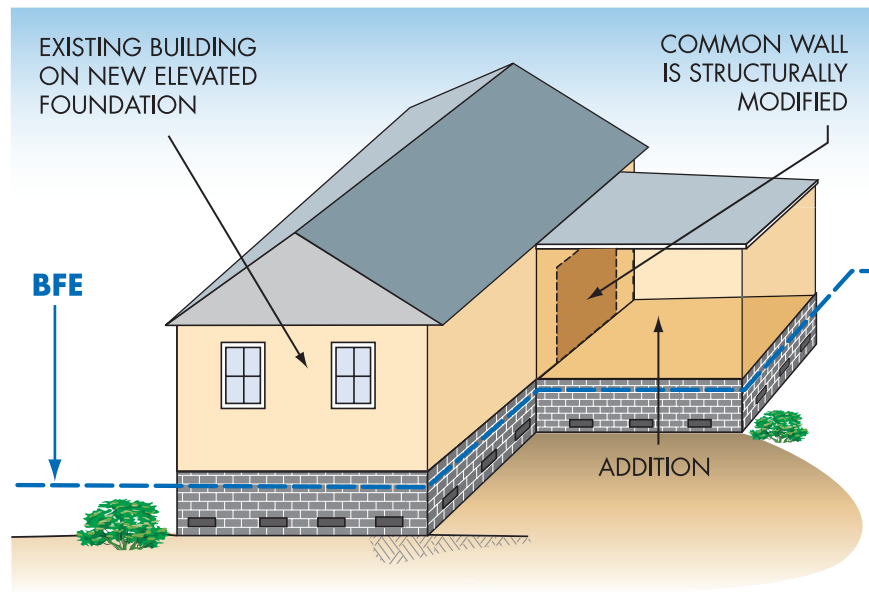 EXISTING BUILDING
ON NEW ELEVATED
FOUNDATION
COMMON WALL
IS STRUCTURALLY
MODIFIED
BFE
ADDITION